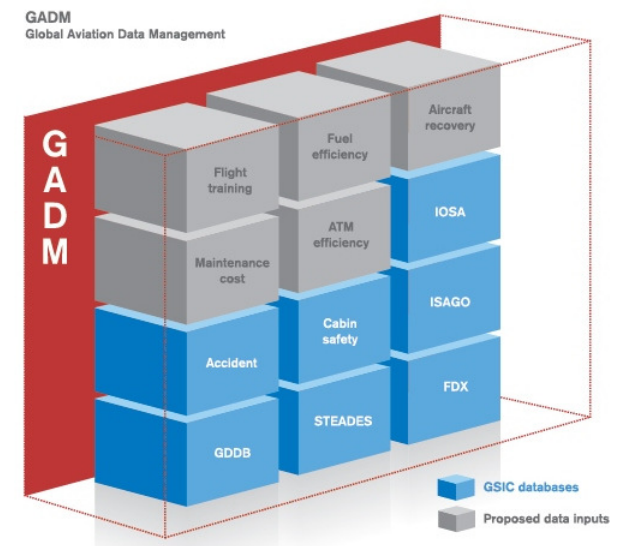 GADM
Global Aviation Data Management
GADM
Flight
training
Fuel
efficiency
Aircraft
recovery
Maintenance
cost
ATM
efficiency
IOSA
Accident
Cabin
safety
ISAGO
GDDB
STEADES
FDX
GSIC databases
Proposed data inputs